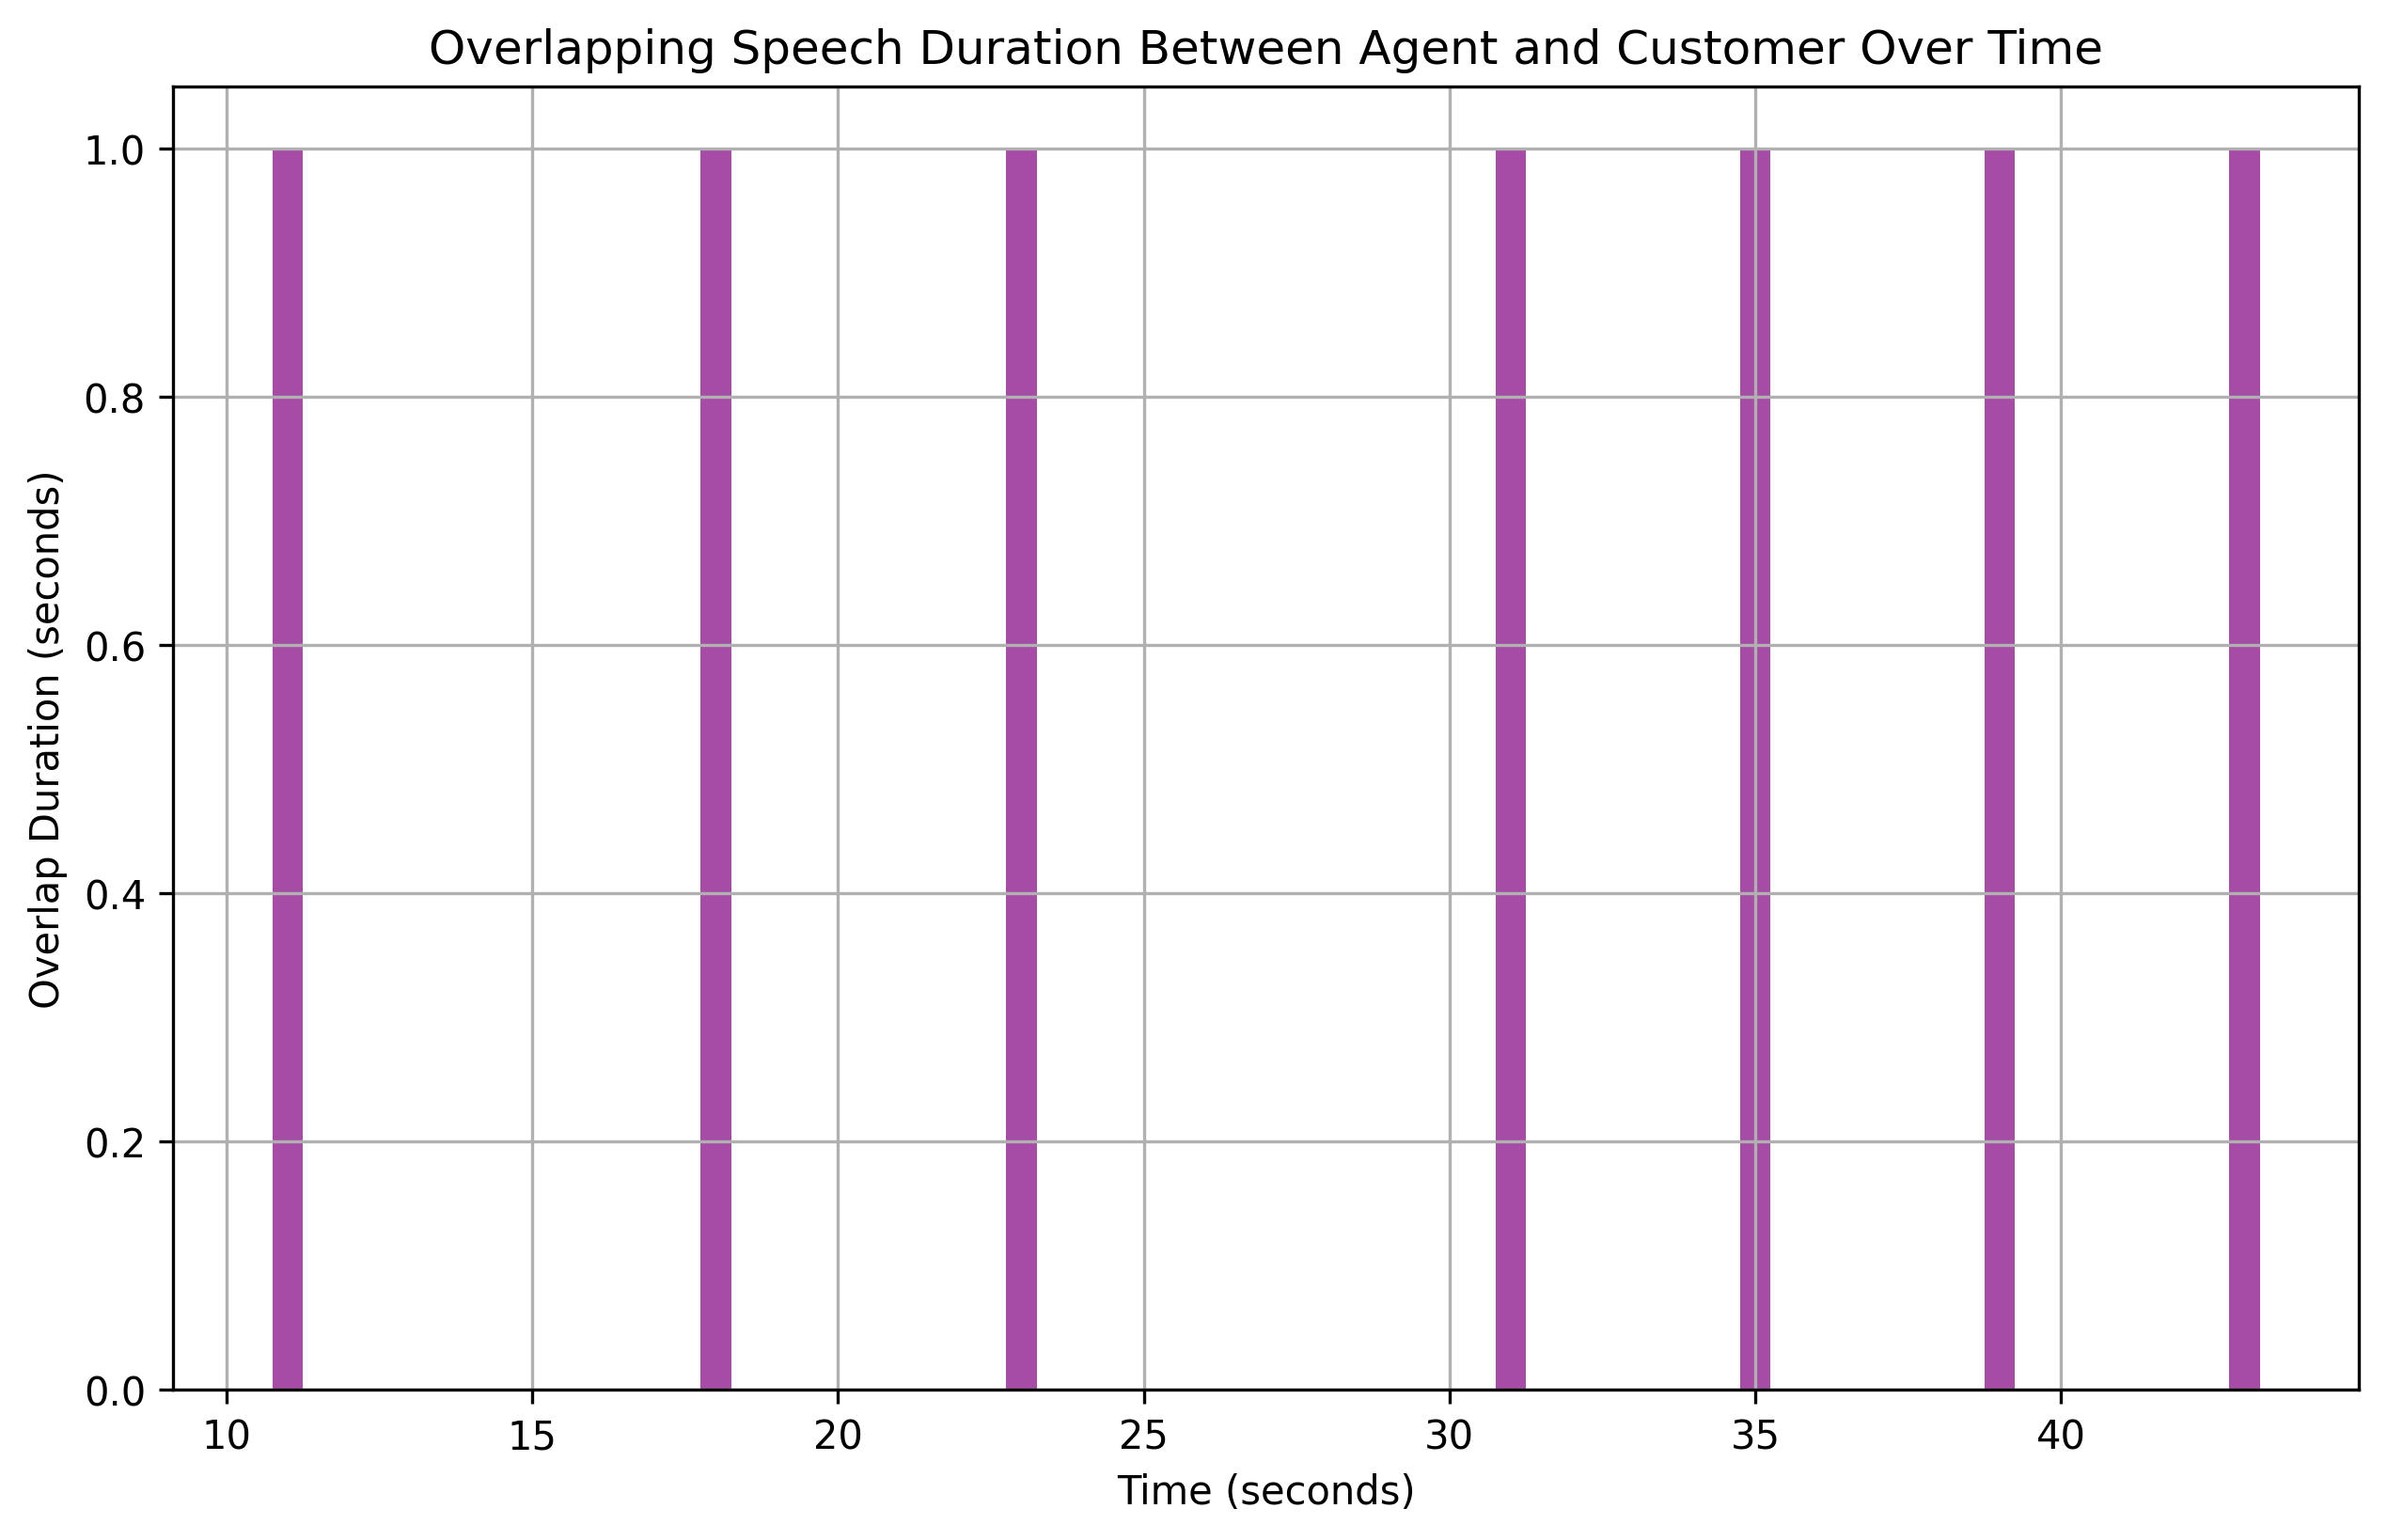 Overlapping Speech Duration Between Agent and Customer Over Time
Overlap Duration (seconds)
1.0
0.8
0.6
0.4
0.2
0.0
10 15 20 25 30 35 40
Time (seconds)